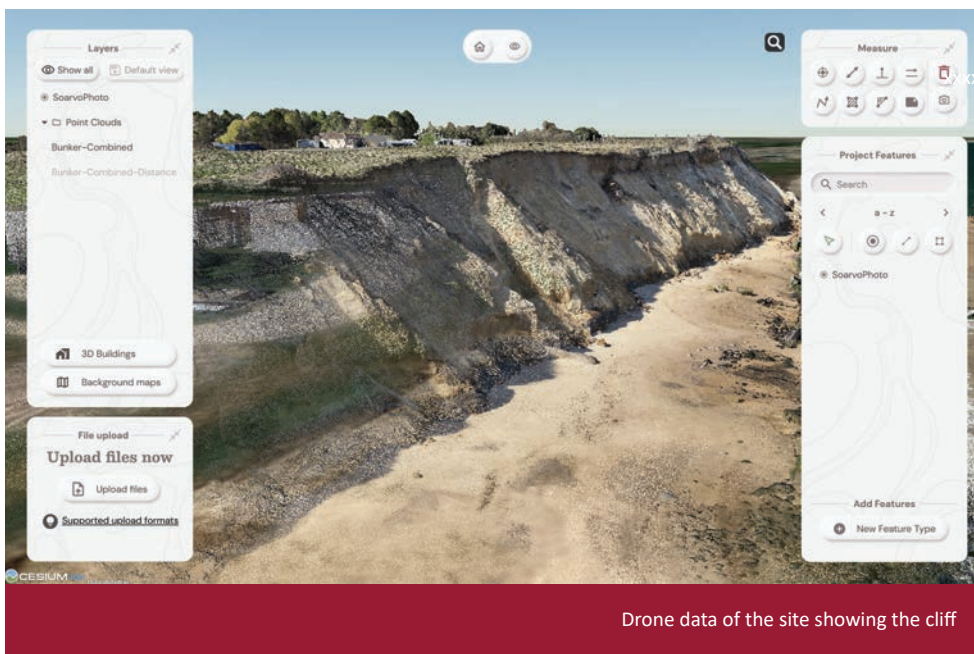 Layers
Show all
Default view
SoarvoPhoto
Point Clouds
Bunker-Combined
Bunker-Combined-Distance
3D Buildings
Background maps
File upload
Upload files now
Upload files
Supported upload formats
CESIUM
Measure
Project Features
Search
a - z
SoarvoPhoto
Add Features
New Feature Type
Drone data of the site showing the cliff